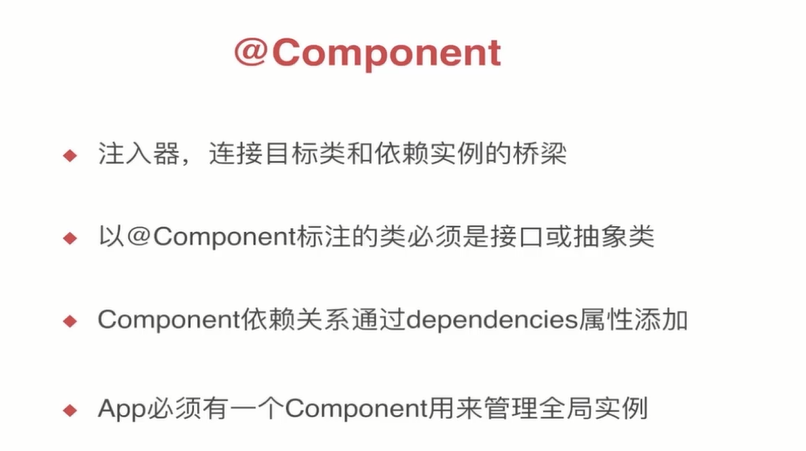 @Component
注入器，连接目标类和依赖实例的桥梁
以@Component标注的类必须是接口或抽象类
Component依赖关系通过dependencies属性添加
App必须有一个Component用来管理全局实例